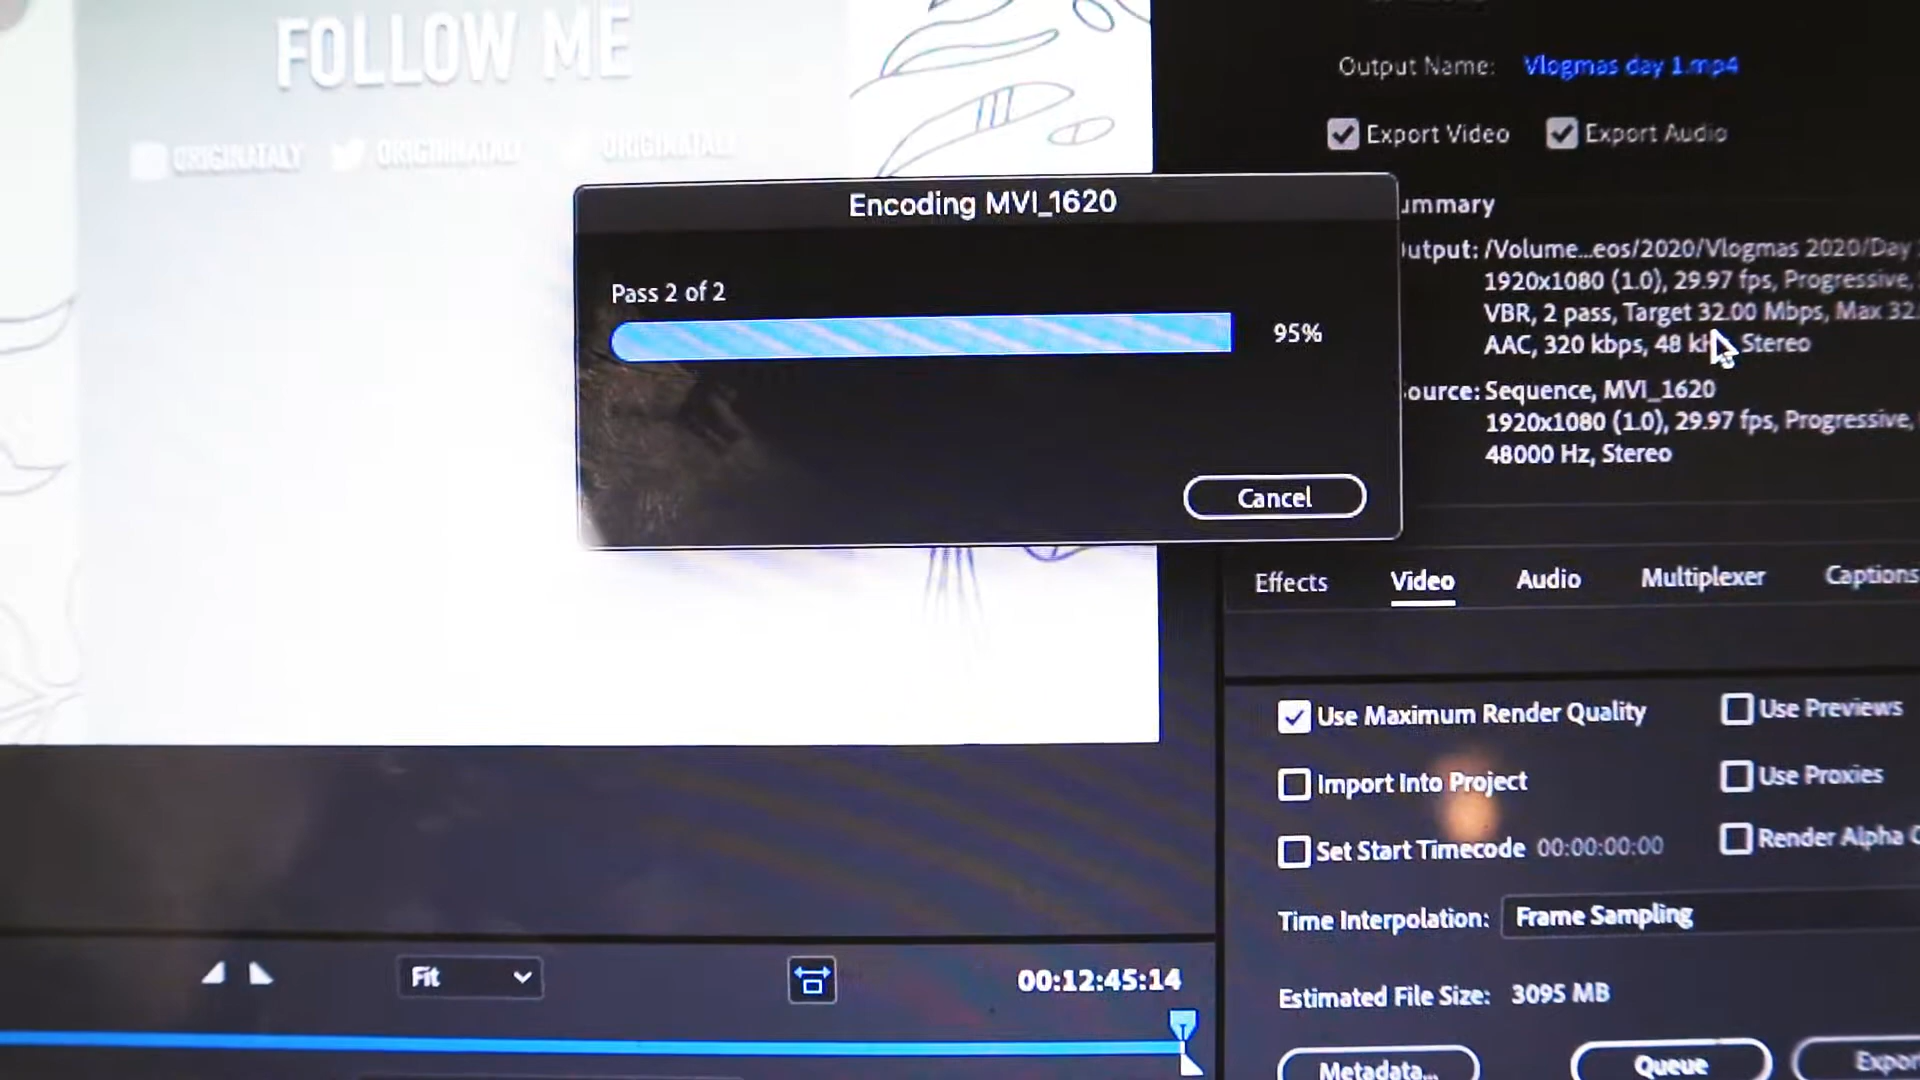 FOLLOW ME
ORIGINATALY ORIGIINATALY ORIGINATALY
Output Name: Vlogmas day 1.mp4
Export Video Export Audio
Encoding MVI_1620
Pass 2 of 2
95%
Cancel
ummary
utput: /Volume...eos/2020/Vlogmas 2020/Day
1920x1080 (1.0), 29.97 fps, Progressive,
VBR, 2 pass, Target 32.00 Mbps, Max 32.
AAC, 320 kbps, 48 k Stereo
ource: Sequence, MVI_1620
1920x1080 (1.0), 29.97 fps, Progressive,
48000 Hz, Stereo
Effects Video Audio Multiplexer Captions
Use Maximum Render Quality Use Previews
Import Into Project Use Proxies
Set Start Timecode 00:00:00:00 Render Alpha C
Time Interpolation: Frame Sampling
Fit 00:12:45:14
Estimated File Size: 3095 MB
Metadata... Queue Export